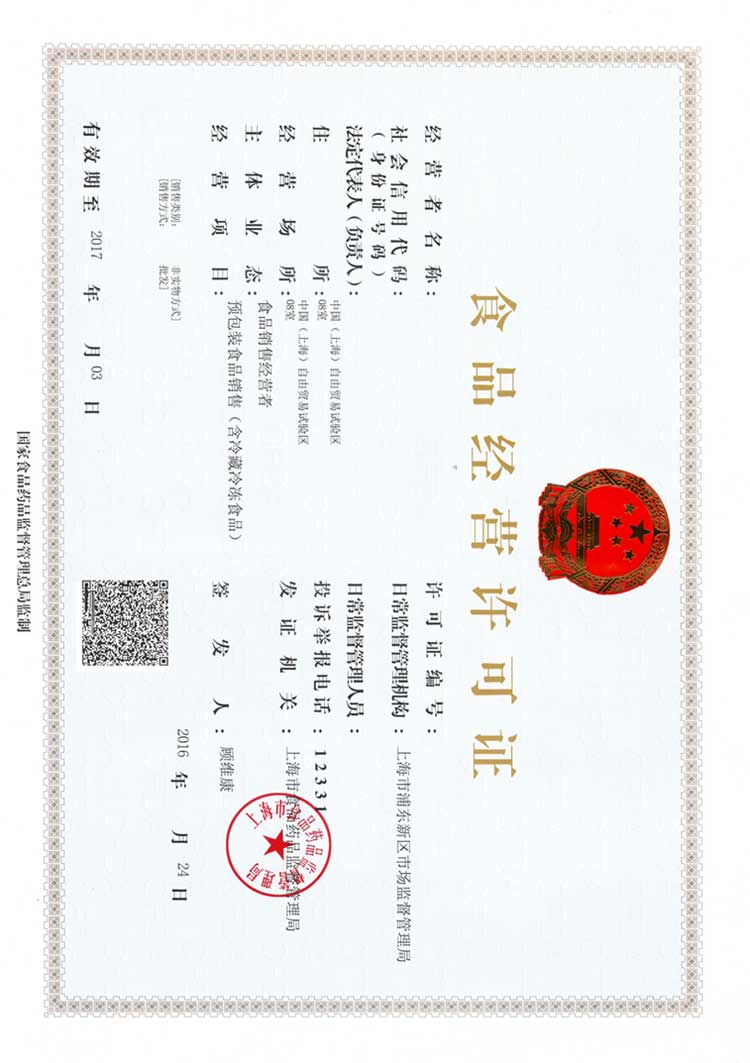 食品经营许可证
经营者名称：
社会信用代码：
（身份证号码）
法定代表人（负责人）：
住所：中国（上海）自由贸易试验区
08室
经营场所：中国（上海）自由贸易试验区
08室
主体业态：食品销售经营者
经营项目：预包装食品销售（含冷藏冷冻食品）
[销售类别： 非实物方式]
[销售方式： 批发]
有效期至 2017 年 月 03 日
许可证编号：
日常监督管理机构：上海市浦东新区市场监督管理局
日常监督管理人员：
投诉举报电话：12331
发证机关：上海市食品药品监督管理局
签发人：顾维康
2016 年 月 24 日
上海市食品药品监督管理局
国家食品药品监督管理总局监制